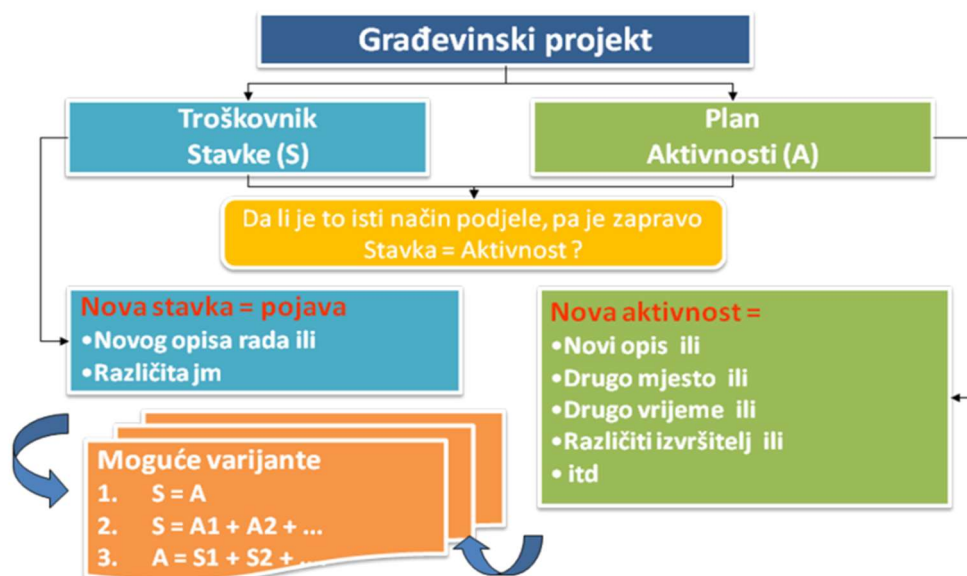 Građevinski projekt
Troškovnik
Stavke (S)
Plan
Aktivnosti (A)
Da li je to isti način podjele, pa je zapravo
Stavka = Aktivnost ?
Nova stavka = pojava
•Novog opisa rada ili
•Različita jm
Nova aktivnost =
•Novi opis ili
•Drugo mjesto ili
•Drugo vrijeme ili
•Različiti izvršitelj ili
• itd
Moguće varijante
1. S = A
2. S = A1 + A2 + ...
3. A = S1 + S2 + ...